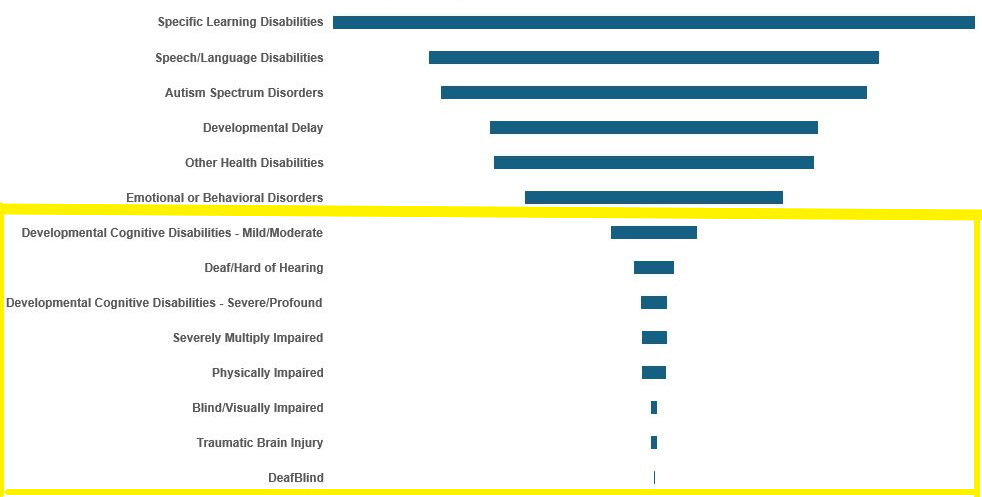 Specific Learning Disabilities
Speech/Language Disabilities
Autism Spectrum Disorders
Developmental Delay
Other Health Disabilities
Emotional or Behavioral Disorders
Developmental Cognitive Disabilities - Mild/Moderate
Deaf/Hard of Hearing
Developmental Cognitive Disabilities - Severe/Profound
Severely Multiply Impaired
Physically Impaired
Blind/Visually Impaired
Traumatic Brain Injury
DeafBlind